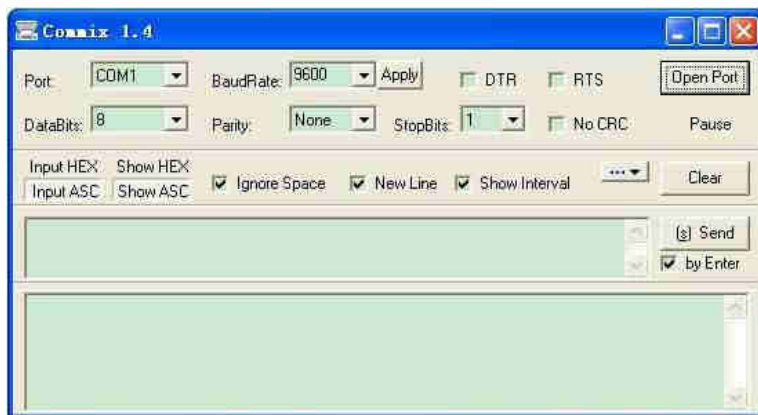 Commix 1.4
Port: COM1 BaudRate: 9600 Apply DTR RTS Open Port
DataBits: 8 Parity: None StopBits: 1 No CRC Pause
Input HEX Show HEX
Input ASC Show ASC Ignore Space New Line Show Interval ... Clear
(s) Send
by Enter